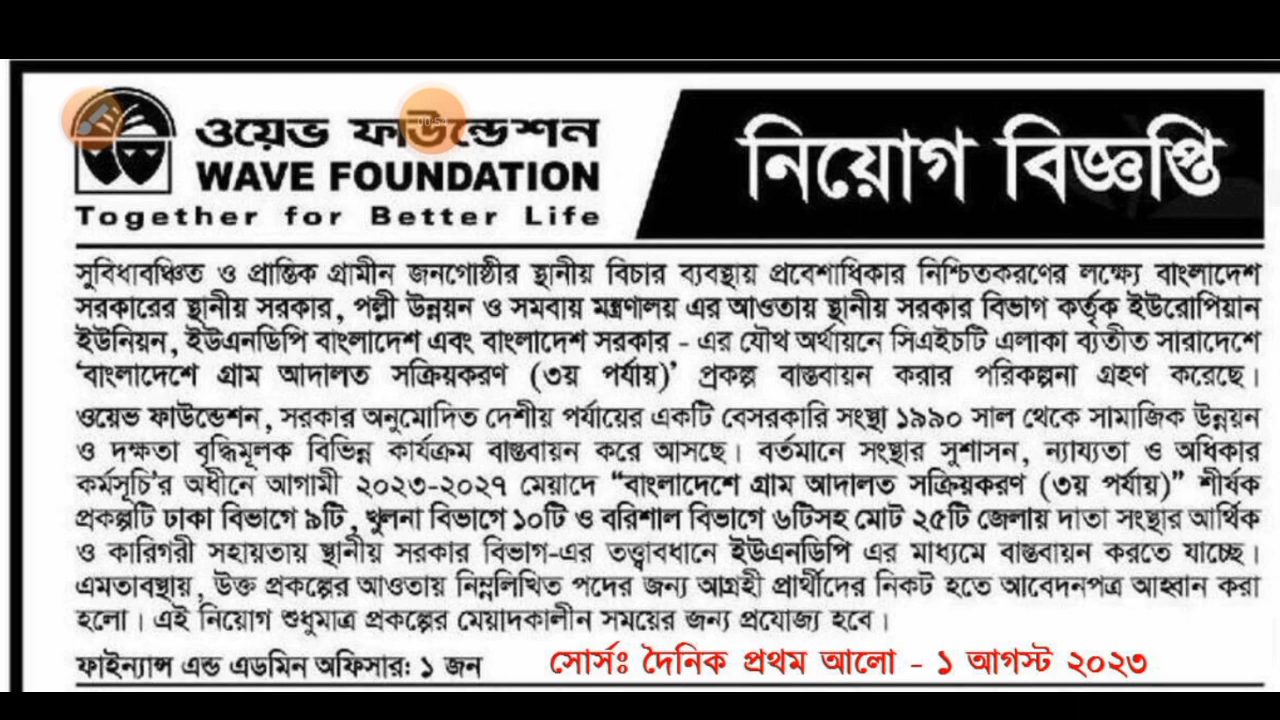 ওয়েভ ফাউন্ডেশন
WAVE FOUNDATION
Together for Better Life
নিয়োগ বিজ্ঞপ্তি
সুবিধাবঞ্চিত ও প্রান্তিক গ্রামীন জনগোষ্ঠীর স্থানীয় বিচার ব্যবস্থায় প্রবেশাধিকার নিশ্চিতকরণের লক্ষ্যে বাংলাদেশ
সরকারের স্থানীয় সরকার, পল্লী উন্নয়ন ও সমবায় মন্ত্রণালয় এর আওতায় স্থানীয় সরকার বিভাগ কর্তৃক ইউরোপিয়ান
ইউনিয়ন, ইউএনডিপি বাংলাদেশ এবং বাংলাদেশ সরকার - এর যৌথ অর্থায়নে সিএইচটি এলাকা ব্যতীত সারাদেশে
‘বাংলাদেশে গ্রাম আদালত সক্রিয়করণ (৩য় পর্যায়)’ প্রকল্প বাস্তবায়ন করার পরিকল্পনা গ্রহণ করেছে।
ওয়েভ ফাউন্ডেশন, সরকার অনুমোদিত দেশীয় পর্যায়ের একটি বেসরকারি সংস্থা ১৯৯০ সাল থেকে সামাজিক উন্নয়ন
ও দক্ষতা বৃদ্ধিমূলক বিভিন্ন কার্যক্রম বাস্তবায়ন করে আসছে। বর্তমানে সংস্থার সুশাসন, ন্যায্যতা ও অধিকার
কর্মসূচি’র অধীনে আগামী ২০২৩-২০২৭ মেয়াদে “বাংলাদেশে গ্রাম আদালত সক্রিয়করণ (৩য় পর্যায়)” শীর্ষক
প্রকল্পটি ঢাকা বিভাগে ৯টি, খুলনা বিভাগে ১০টি ও বরিশাল বিভাগে ৬টিসহ মোট ২৫টি জেলায় দাতা সংস্থার আর্থিক
ও কারিগরী সহায়তায় স্থানীয় সরকার বিভাগ-এর তত্ত্বাবধানে ইউএনডিপি এর মাধ্যমে বাস্তবায়ন করতে যাচ্ছে।
এমতাবস্থায়, উক্ত প্রকল্পের আওতায় নিম্নলিখিত পদের জন্য আগ্রহী প্রার্থীদের নিকট হতে আবেদনপত্র আহ্বান করা
হলো। এই নিয়োগ শুধুমাত্র প্রকল্পের মেয়াদকালীন সময়ের জন্য প্রযোজ্য হবে।
ফাইন্যান্স এন্ড এডমিন অফিসার: ১ জন
সোর্সঃ দৈনিক প্রথম আলো - ১ আগস্ট ২০২৩